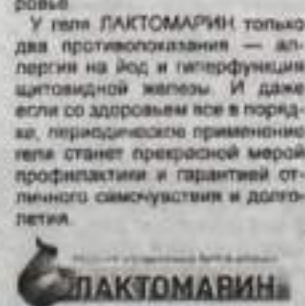 ровье.
У геля ЛАКТОМАРИН только
два противопоказания — ал-
лергия на йод и гиперфункция
щитовидной железы. И даже
если со здоровьем все в поряд-
ке, периодическое применение
геля станет прекрасной мерой
профилактики и гарантией от-
личного самочувствия и долго-
летия.
ЛАКТОМАРИН